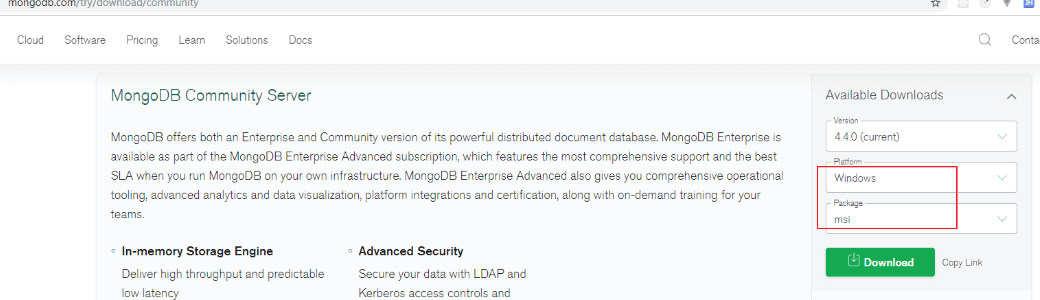 mongodb.com/try/download/community
Cloud Software Pricing Learn Solutions Docs
MongoDB Community Server
MongoDB offers both an Enterprise and Community version of its powerful distributed document database. MongoDB Enterprise is
available as part of the MongoDB Enterprise Advanced subscription, which features the most comprehensive support and the best
SLA when you run MongoDB on your own infrastructure. MongoDB Enterprise Advanced also gives you comprehensive operational
tooling, advanced analytics and data visualization, platform integrations and certification, along with on-demand training for your
teams.
In-memory Storage Engine
Deliver high throughput and predictable
low latency
Advanced Security
Secure your data with LDAP and
Kerberos access controls and
Available Downloads
Version
4.4.0 (current)
Platform
Windows
Package
msi
Download Copy Link